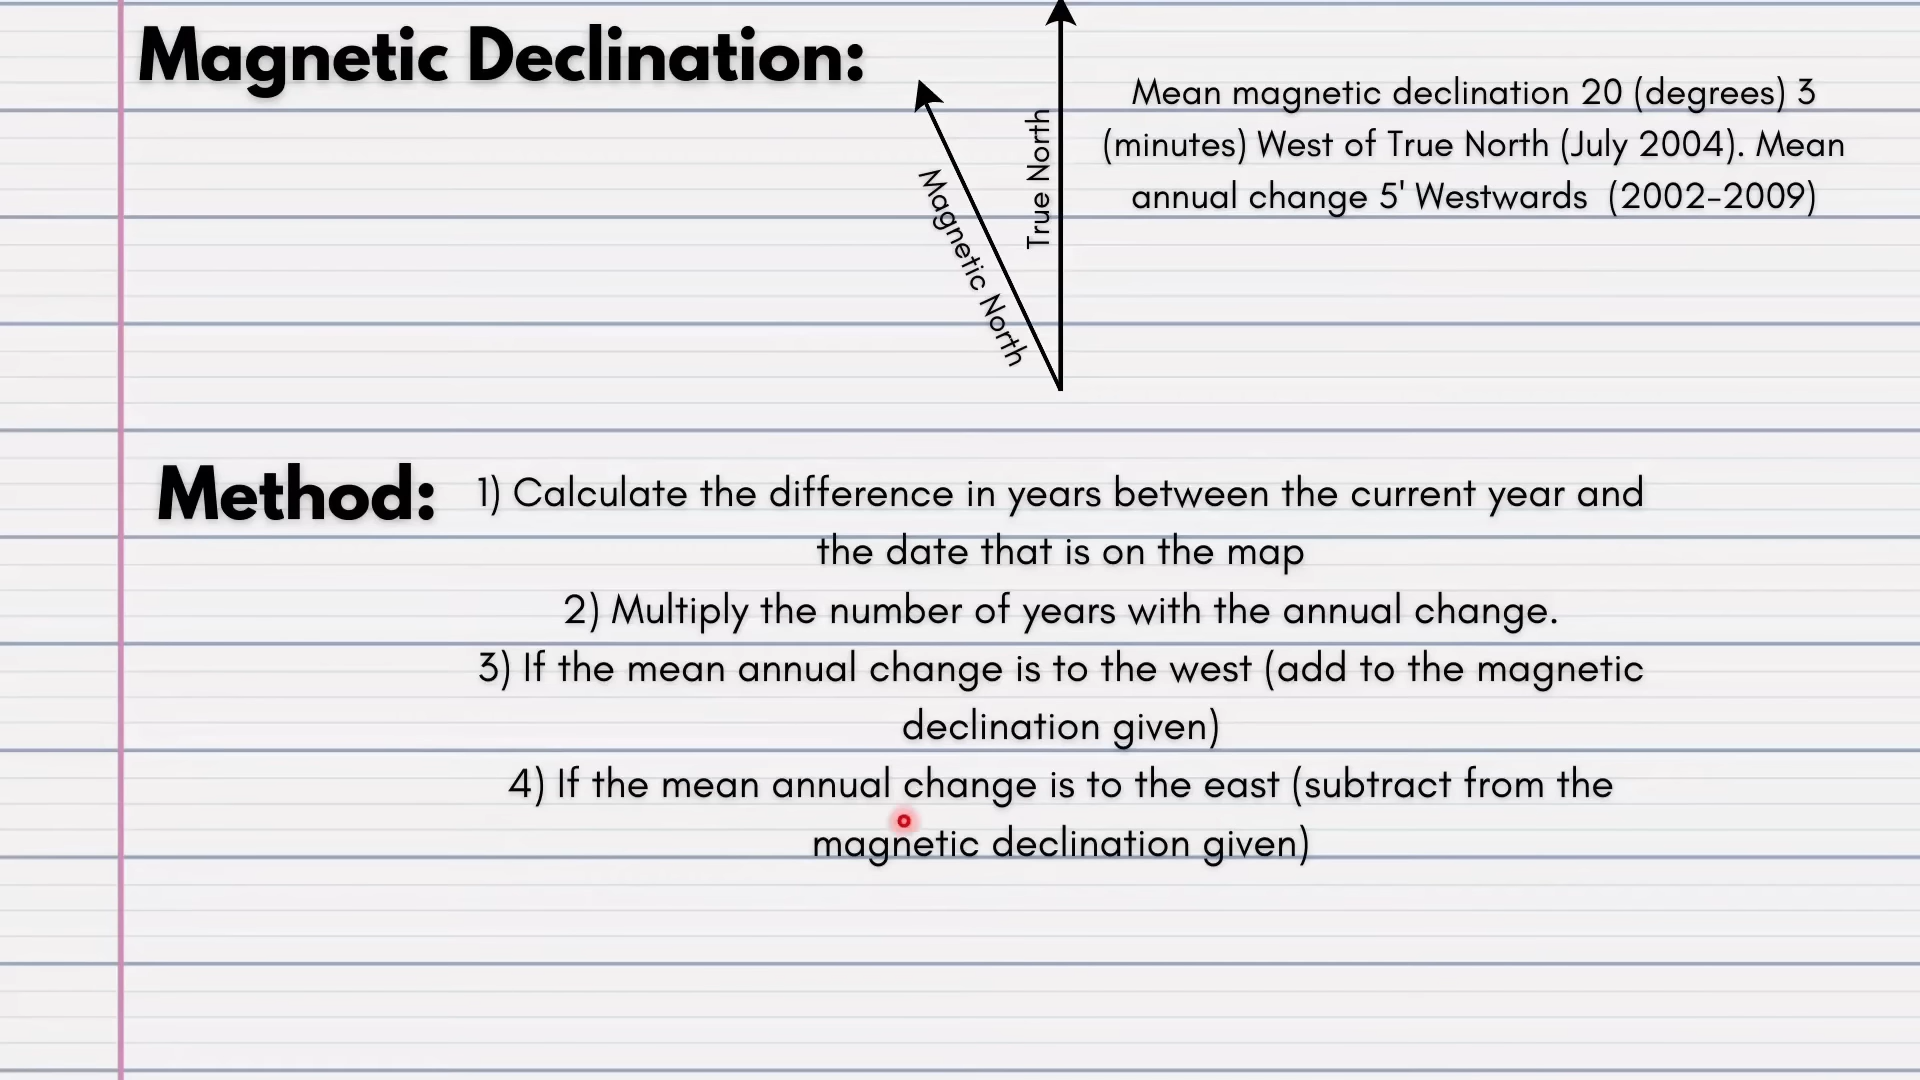 Magnetic Declination:
Magnetic North
True North
Mean magnetic declination 20 (degrees) 3
(minutes) West of True North (July 2004). Mean
annual change 5' Westwards (2002-2009)
Method:
1) Calculate the difference in years between the current year and
the date that is on the map
2) Multiply the number of years with the annual change.
3) If the mean annual change is to the west (add to the magnetic
declination given)
4) If the mean annual change is to the east (subtract from the
magnetic declination given)